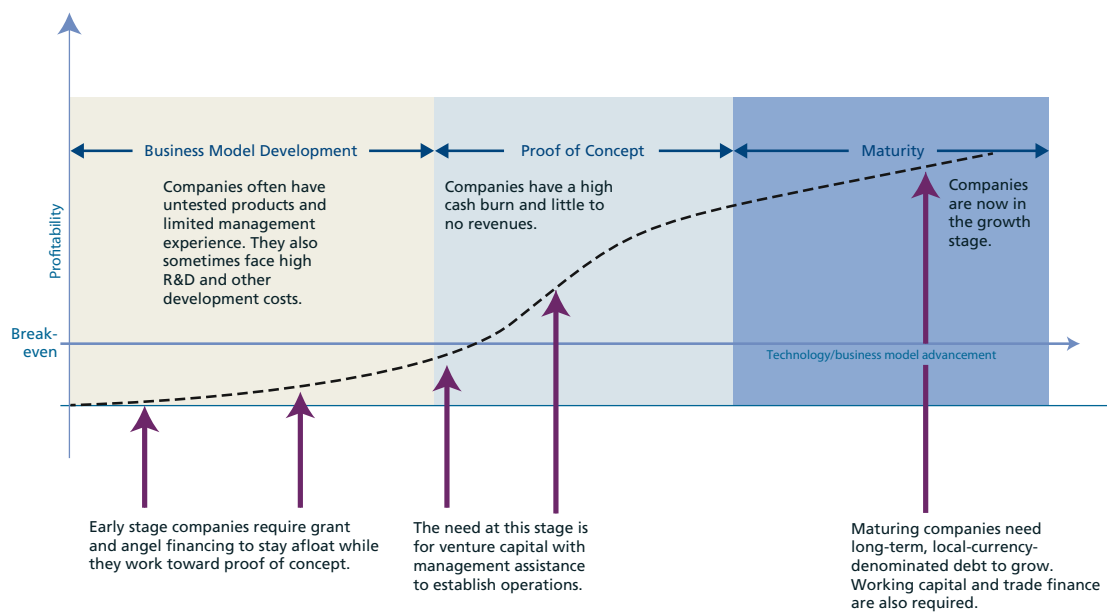 Business Model Development
Proof of Concept
Maturity
Companies often have
untested products and
limited management
experience. They also
sometimes face high
R&D and other
development costs.
Companies have a high
cash burn and little to
no revenues.
Companies
are now in
the growth
stage.
Profitability
Break-
even
Technology/business model advancement
Early stage companies require grant
and angel financing to stay afloat while
they work toward proof of concept.
The need at this stage is
for venture capital with
management assistance
to establish operations.
Maturing companies need
long-term, local-currency-
denominated debt to grow.
Working capital and trade finance
are also required.